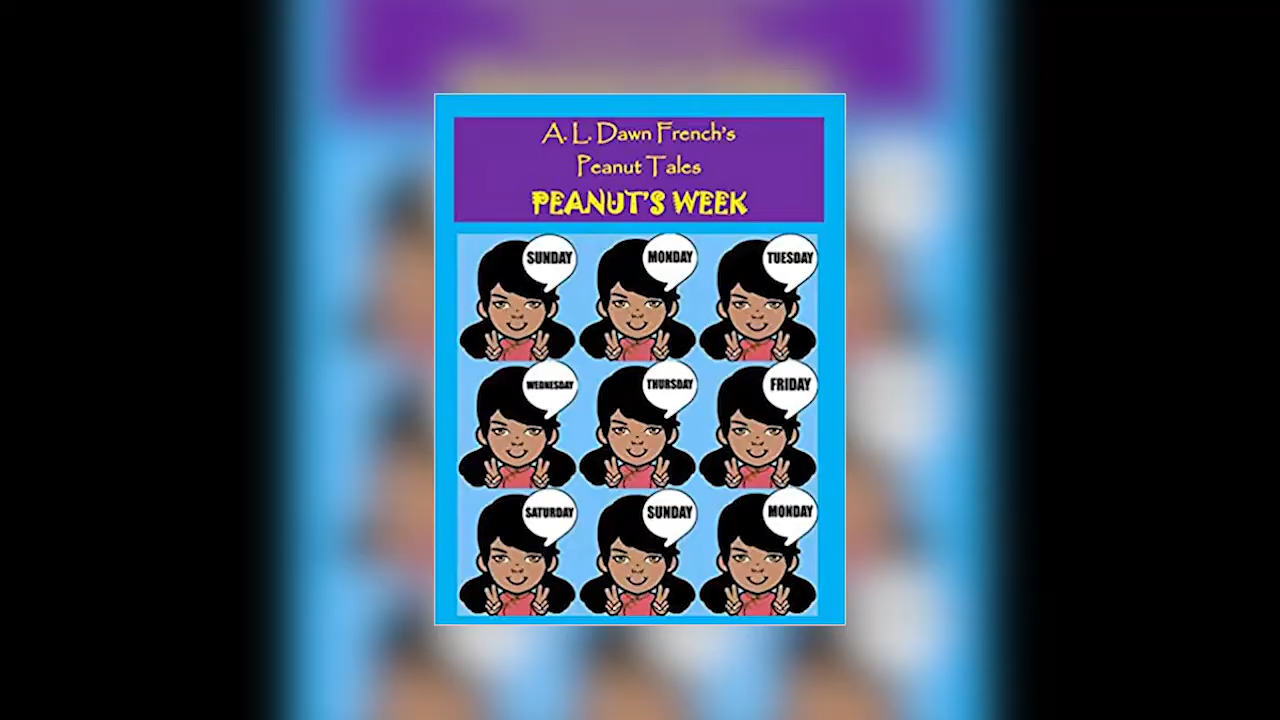 A. L. Dawn French's
Peanut Tales
PEANUT'S WEEK
SUNDAY
MONDAY
TUESDAY
WEDNESDAY
THURSDAY
FRIDAY
SATURDAY
SUNDAY
MONDAY